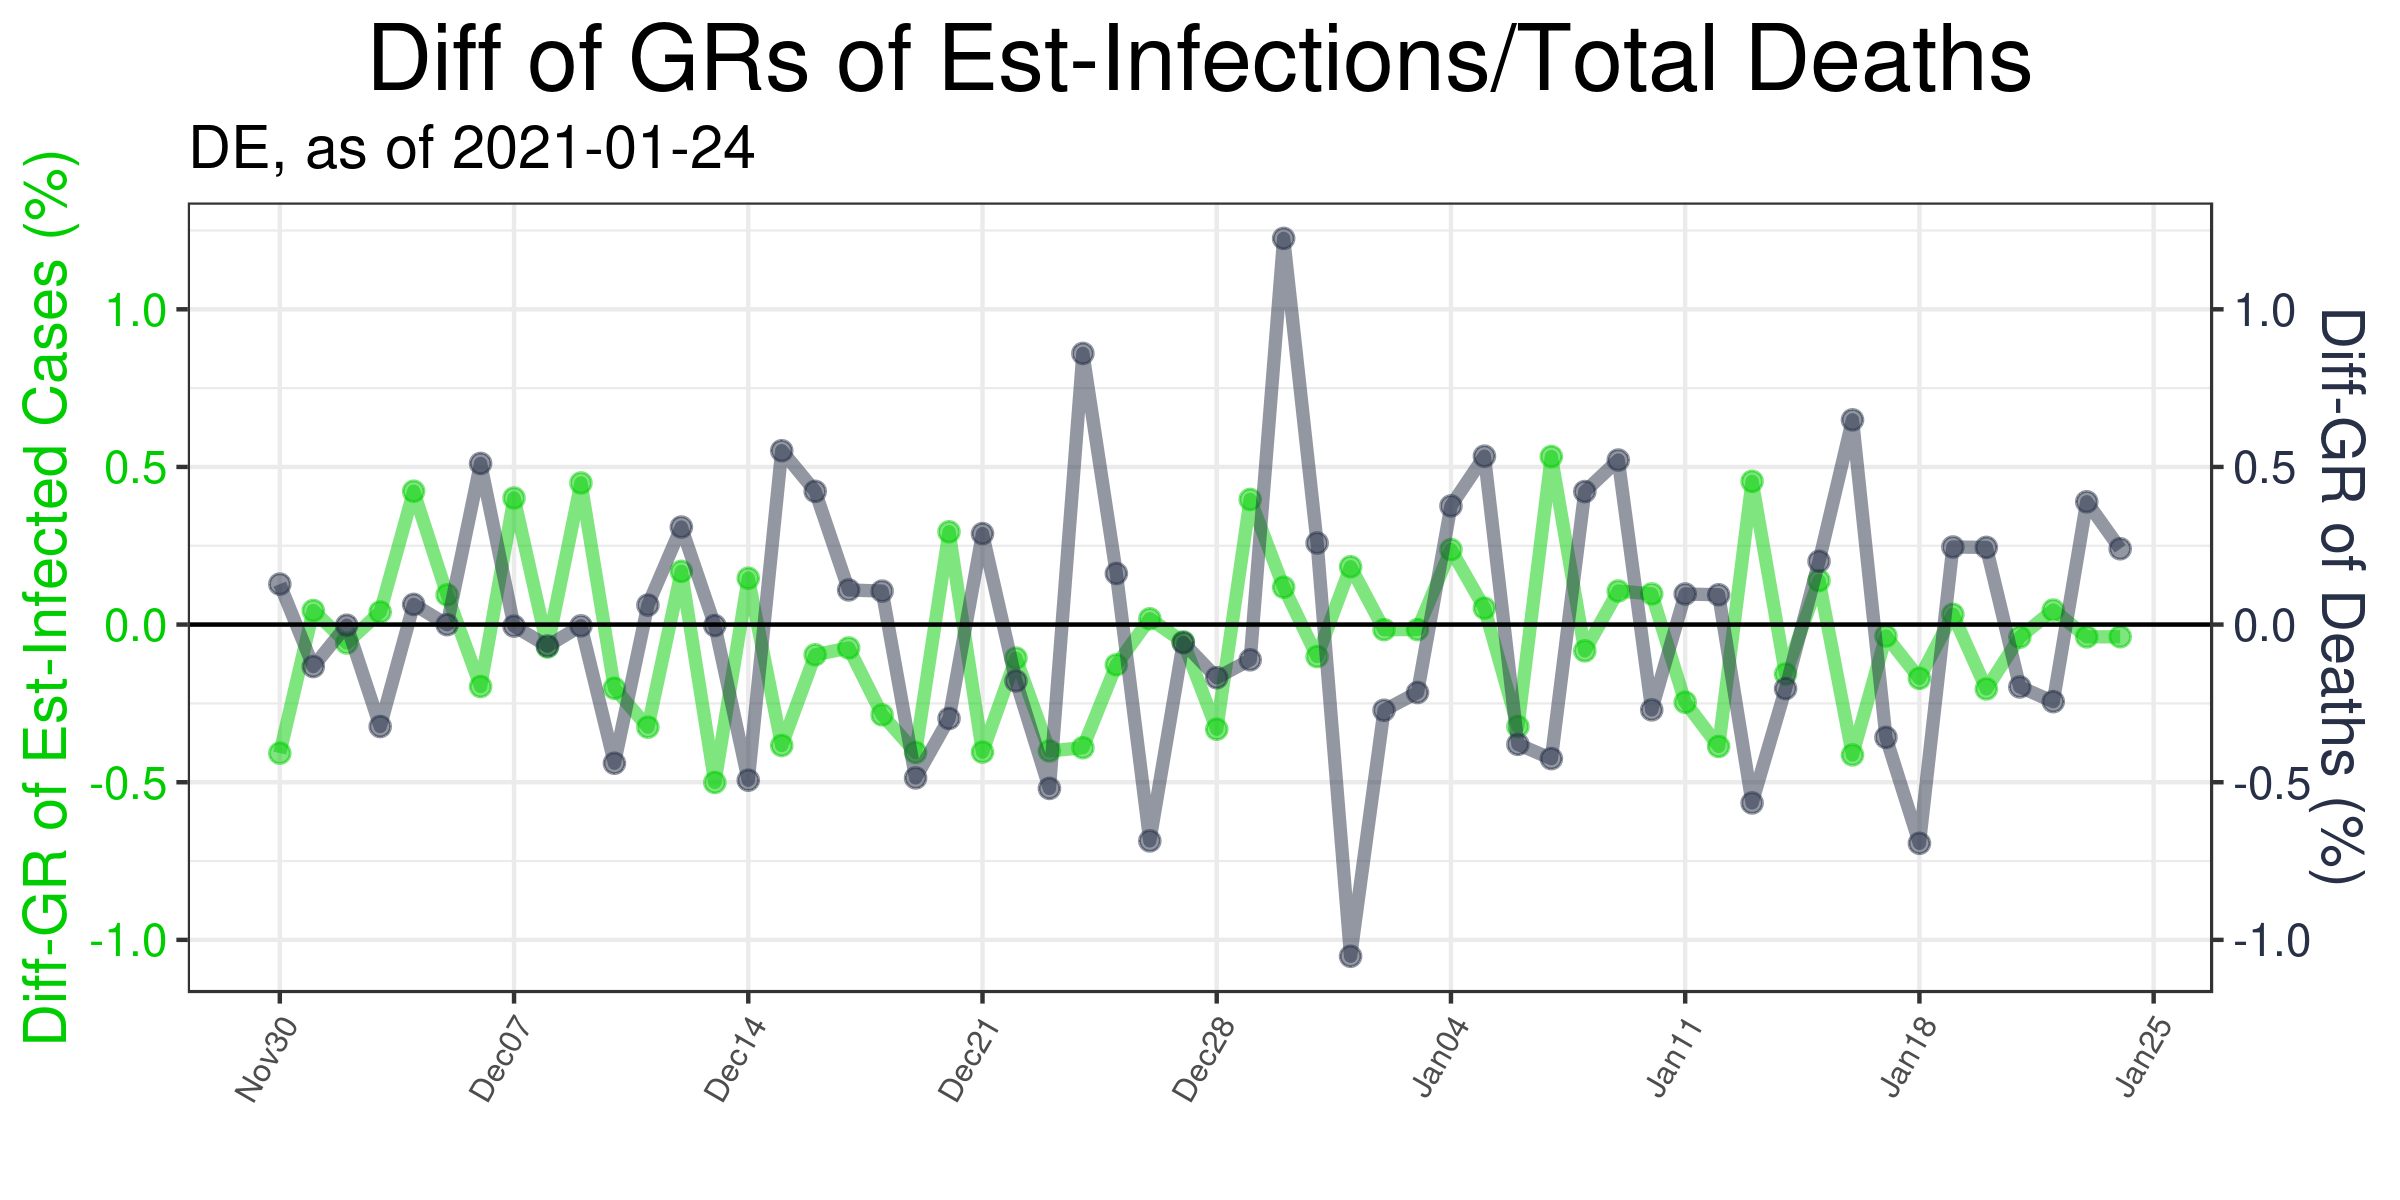 Diff of GRs of Est-Infections/Total Deaths
DE, as of 2021-01-24
Diff-GR of Est-Infected Cases (%)
1.0
0.5
0.0
-0.5
-1.0
1.0
0.5
0.0
-0.5
-1.0
Diff-GR of Deaths (%)
Nov30
Dec07
Dec14
Dec21
Dec28
Jan04
Jan11
Jan18
Jan25